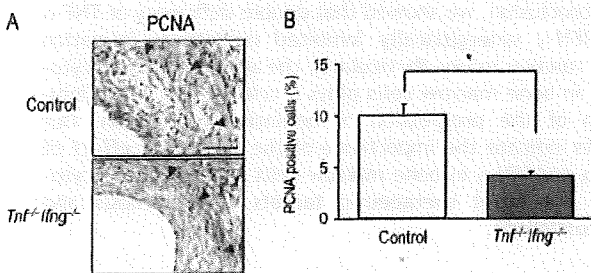 A
PCNA
Control
Tnf-/-Ifng-/-
B
PCNA positive cells (%)
15
10
5
0
*
Control
Tnf-/-Ifng-/-